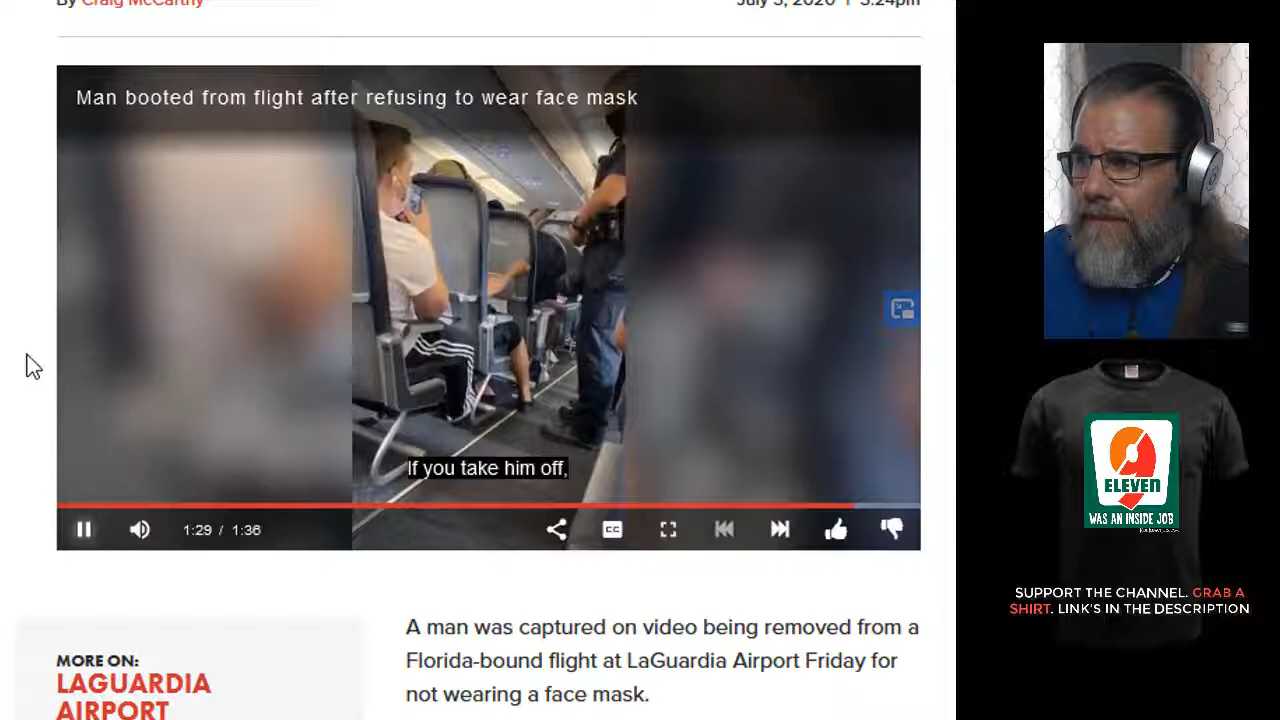 By Craig McCarthy
July 3, 2020 | 3:24pm
Man booted from flight after refusing to wear face mask
If you take him off,
1:29 / 1:36
CC
A man was captured on video being removed from a
Florida-bound flight at LaGuardia Airport Friday for
not wearing a face mask.
MORE ON:
LAGUARDIA
AIRPORT
9
ELEVEN
WAS AN INSIDE JOB
SUPPORT THE CHANNEL. GRAB A
SHIRT. LINK'S IN THE DESCRIPTION